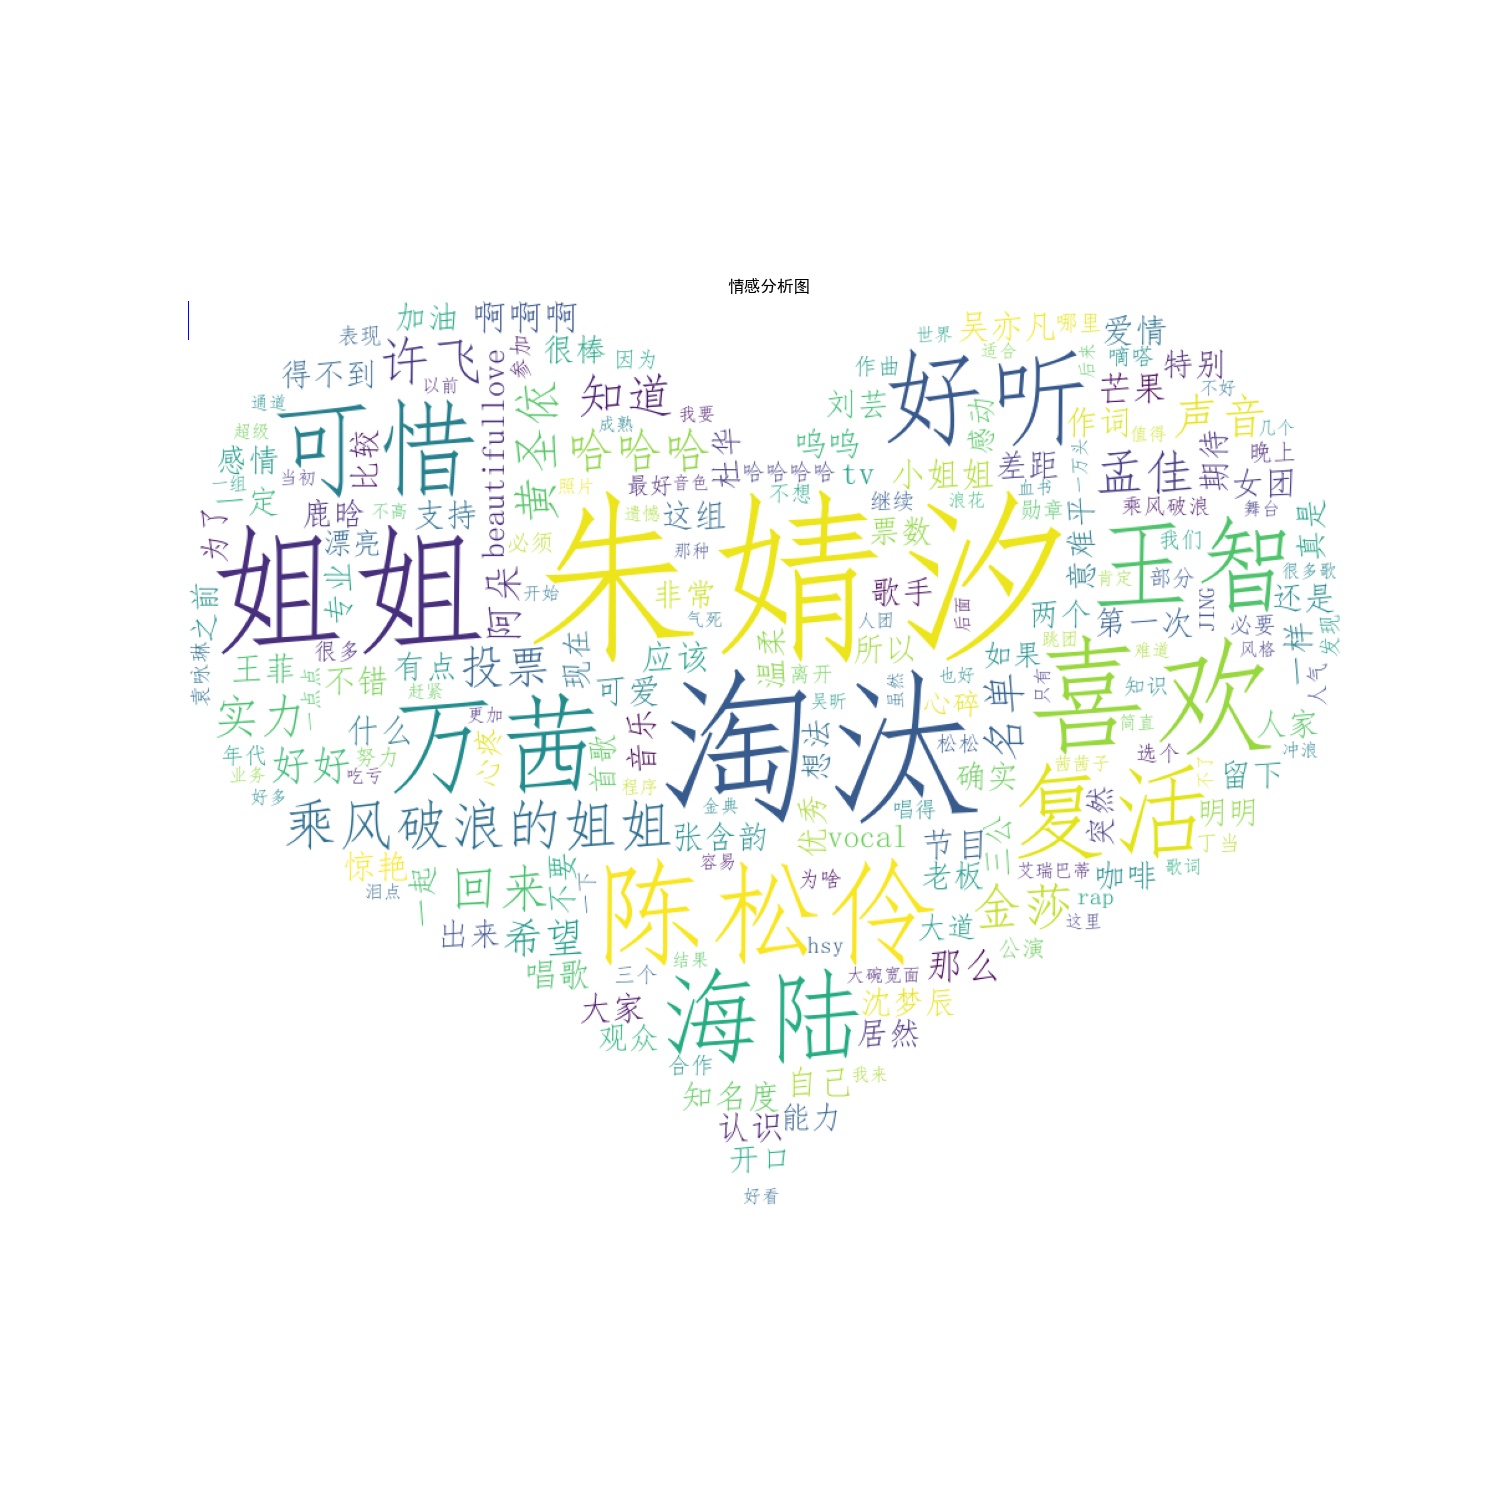 情感分析图
加油
啊啊啊
表现
许飞
参加
很棒
因为
得不到
以前
beautifullove
知道
我要
通道
可惜
黄圣依
成熟
超级
感情
比较
哈哈哈
杜华
一组
当初
照片
最好
音色
哈哈哈哈
一定
鹿晗
不高
支持
遗憾
这组
为了
漂亮
必须
那种
世界
吴亦凡
哪里
爱情
作曲
适合
后来
嘀嗒
特别
好听
芒果
不好
刘芸
感动
作词
值得
声音
几个
呜呜
tv
小姐姐
差距
一万头
孟佳
期待
晚上
女团
不想
继续
浪花
血书
勋章
乘风破浪
舞台
票数
意难平
我们
真是
姐姐
朱婧汐
王智
专业
阿朵
开始
非常
气死
歌手
人团
后面
肯定
部分
很多歌
之前
两个
第一次
JING
还是
必要
袁咏琳
很多
现在
应该
温柔
所以
跳团
难道
风格
一样
发现
王菲
一点点
不错
有点
投票
可爱
离开
虽然
也好
如果
只有
知识
喜欢
人气
赶紧
实力
什么
更加
万茜
音乐
淘汰
吴昕
心碎
名单
简直
人家
年代
好好
努力
心疼
首歌
想法
松松
选个
冲浪
业务
吃亏
程序
确实
茜茜子
不了
留下
好多
乘风破浪的姐姐
金典
唱得
复活
突然
明明
张含韵
优秀
vocal
节目
三么
丁当
惊艳
一起
不要
容易
为啥
老板
艾瑞巴蒂
咖啡
歌词
泪点
回来
一下
陈松伶
金莎
rap
出来
希望
hsy
大道
这里
唱歌
三个
结果
大碗宽面
那么
公演
大家
海陆
沈梦辰
观众
居然
合作
知名度
自己
我来
认识
能力
开口
好看